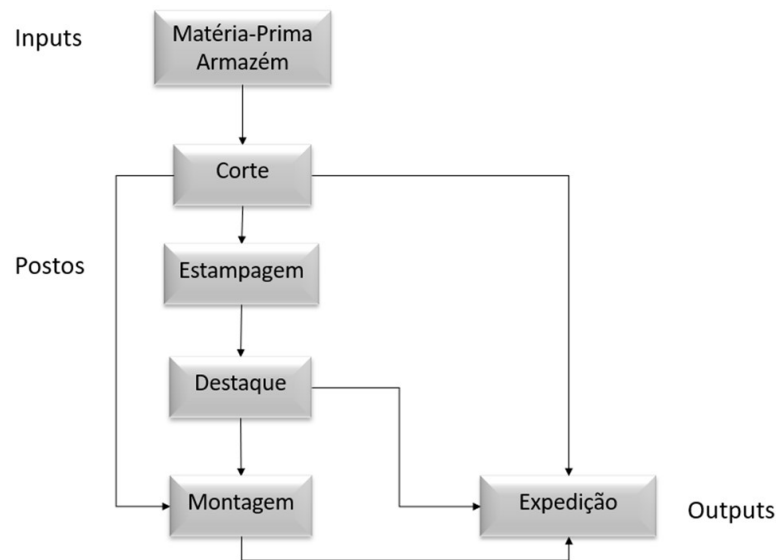 Inputs
Matéria-Prima
Armazém
Corte
Postos
Estampagem
Destaque
Montagem
Expedição
Outputs